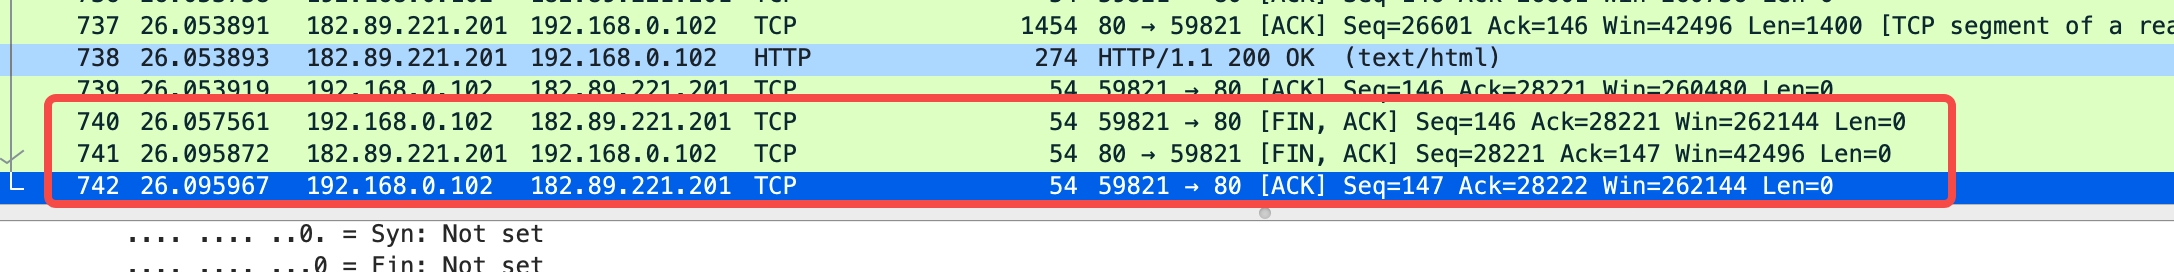 737 26.053891 182.89.221.201 192.168.0.102 TCP 1454 80 → 59821 [ACK] Seq=26601 Ack=146 Win=42496 Len=1400 [TCP segment of a rea
738 26.053893 182.89.221.201 192.168.0.102 HTTP 274 HTTP/1.1 200 OK (text/html)
739 26.053919 192.168.0.102 182.89.221.201 TCP 54 59821 → 80 [ACK] Seq=146 Ack=28221 Win=260480 Len=0
740 26.057561 192.168.0.102 182.89.221.201 TCP 54 59821 → 80 [FIN, ACK] Seq=146 Ack=28221 Win=262144 Len=0
741 26.095872 182.89.221.201 192.168.0.102 TCP 54 80 → 59821 [FIN, ACK] Seq=28221 Ack=147 Win=42496 Len=0
742 26.095967 192.168.0.102 182.89.221.201 TCP 54 59821 → 80 [ACK] Seq=147 Ack=28222 Win=262144 Len=0
.... .... ..0. = Syn: Not set
.... .... ...0 = Fin: Not set